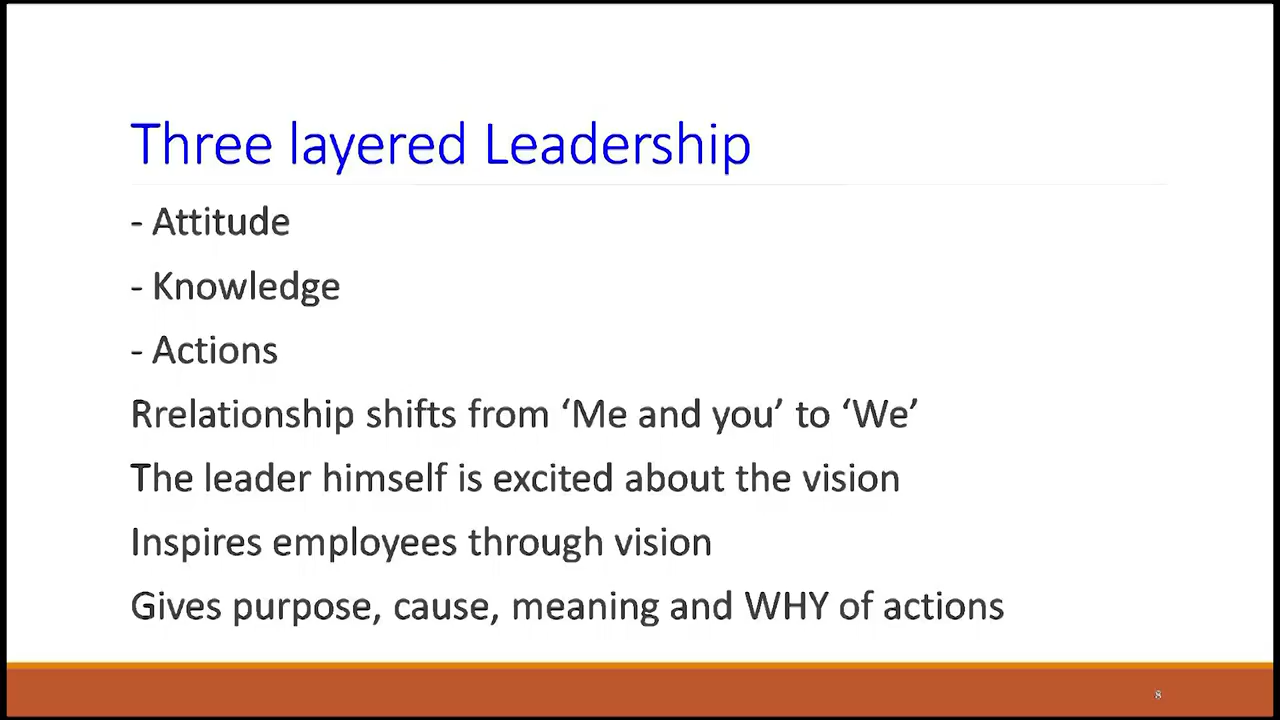 Three layered Leadership
- Attitude
- Knowledge
- Actions
Rrelationship shifts from ‘Me and you’ to ‘We’
The leader himself is excited about the vision
Inspires employees through vision
Gives purpose, cause, meaning and WHY of actions
8